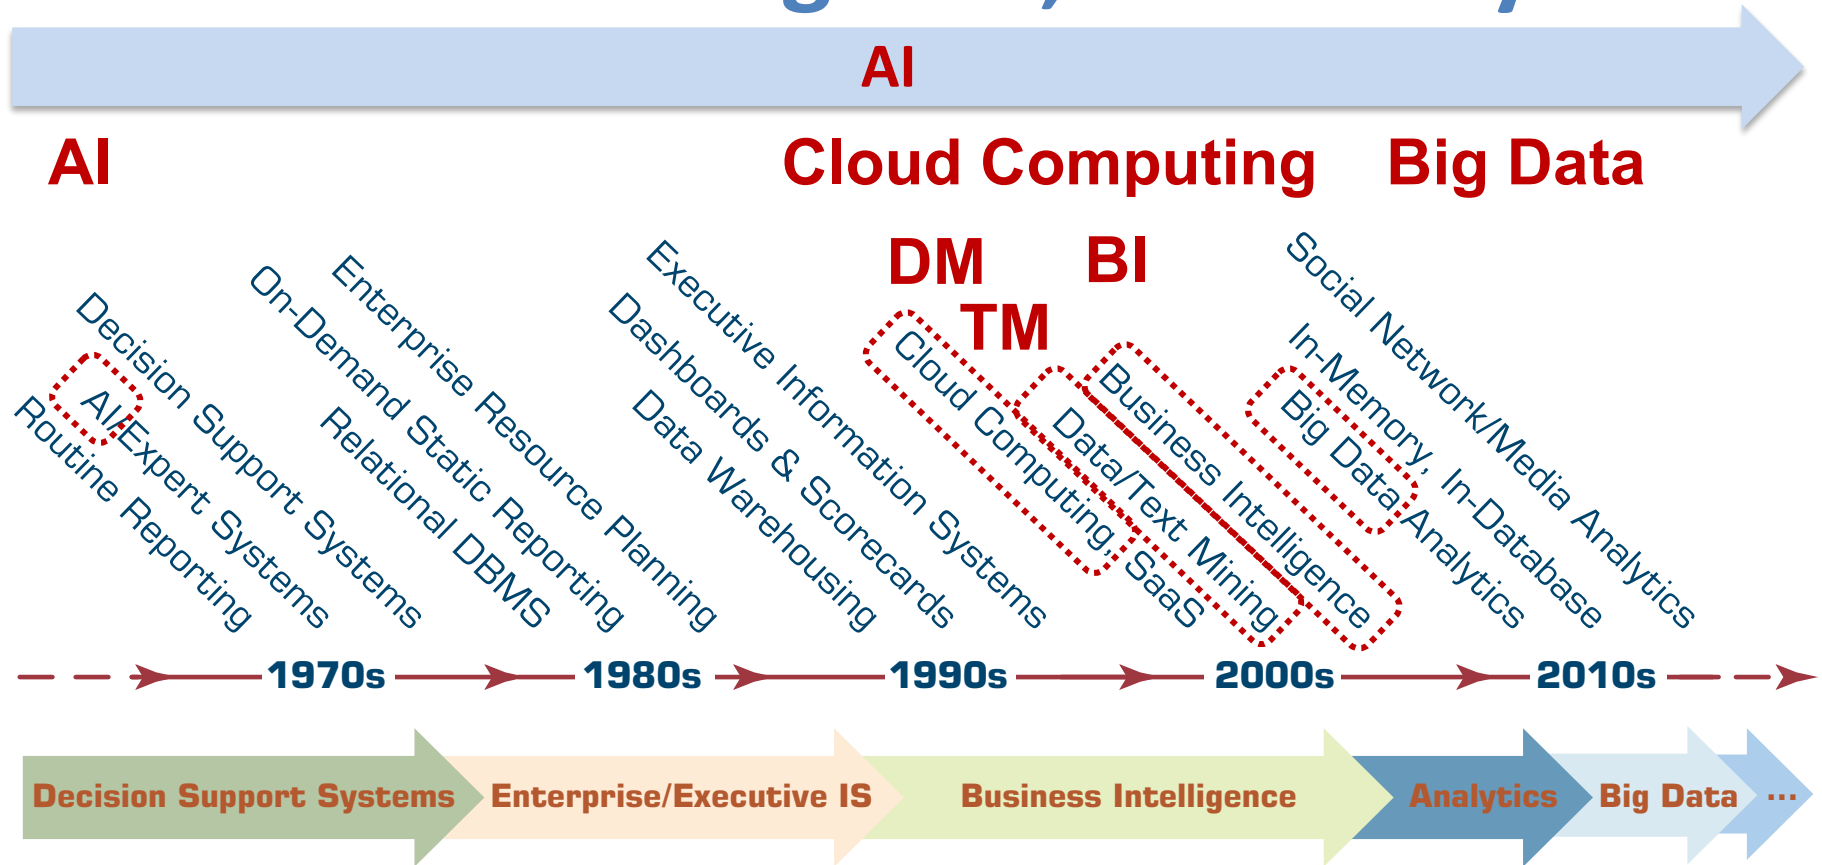 AI
AI
Cloud Computing
Big Data
DM
BI
TM
Routine Reporting
AI/Expert Systems
Decision Support Systems
Relational DBMS
On-Demand Static Reporting
Enterprise Resource Planning
Data Warehousing
Dashboards & Scorecards
Executive Information Systems
Cloud Computing, SaaS
Data/Text Mining
Business Intelligence
Big Data Analytics
In-Memory, In-Database
Social Network/Media Analytics
1970s
1980s
1990s
2000s
2010s
Decision Support Systems
Enterprise/Executive IS
Business Intelligence
Analytics
Big Data
...